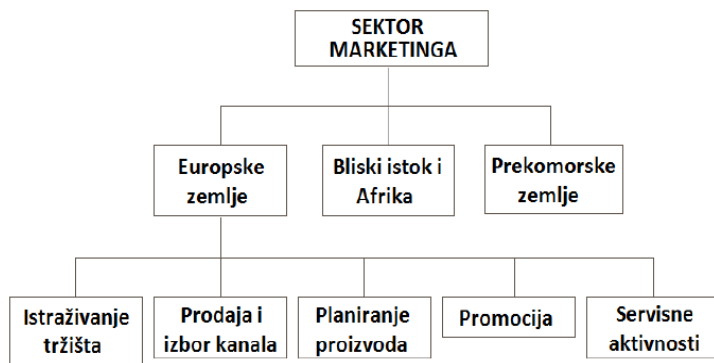 SEKTOR
MARKETINGA
Europske
zemlje
Bliski istok i
Afrika
Prekomorske
zemlje
Istraživanje
tržišta
Prodaja i
izbor kanala
Planiranje
proizvoda
Promocija
Servisne
aktivnosti